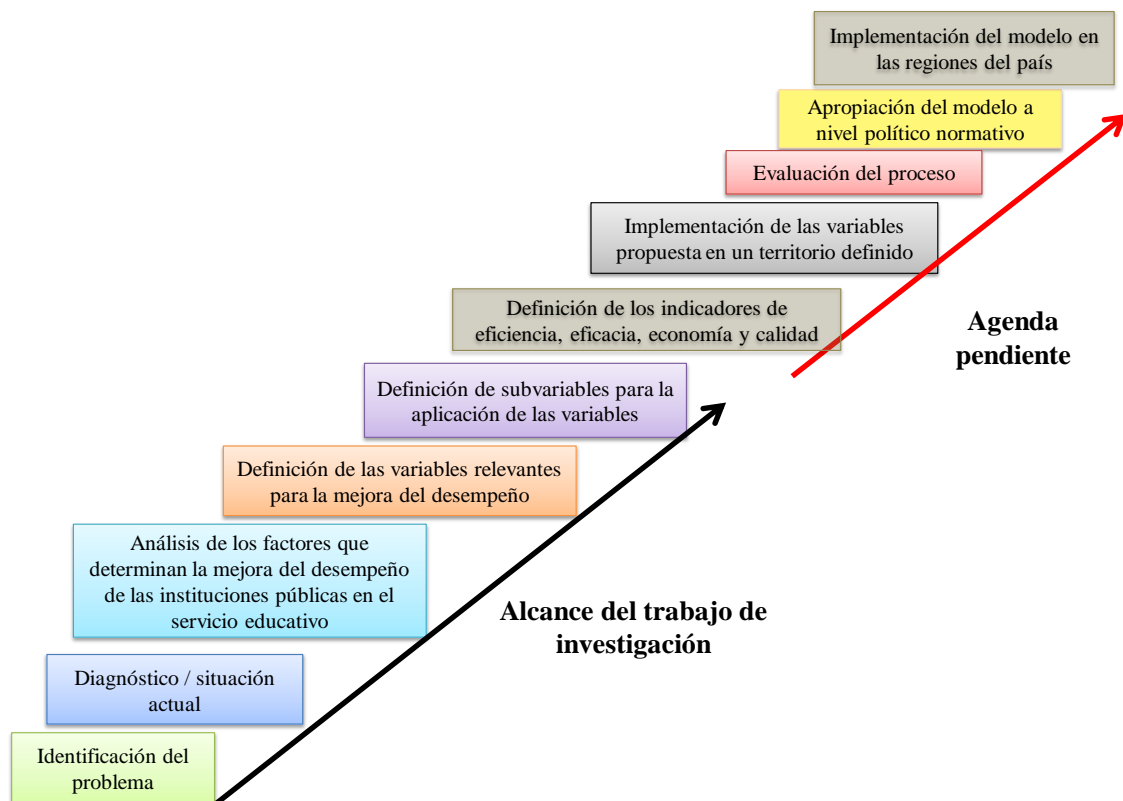 Implementación del modelo en
las regiones del país
Apropiación del modelo a
nivel político normativo
Evaluación del proceso
Implementación de las variables
propuesta en un territorio definido
Definición de los indicadores de
eficiencia, eficacia, economía y calidad
Agenda
pendiente
Definición de subvariables para la
aplicación de las variables
Definición de las variables relevantes
para la mejora del desempeño
Análisis de los factores que
determinan la mejora del desempeño
de las instituciones públicas en el
servicio educativo
Alcance del trabajo de
investigación
Diagnóstico / situación
actual
Identificación del
problema